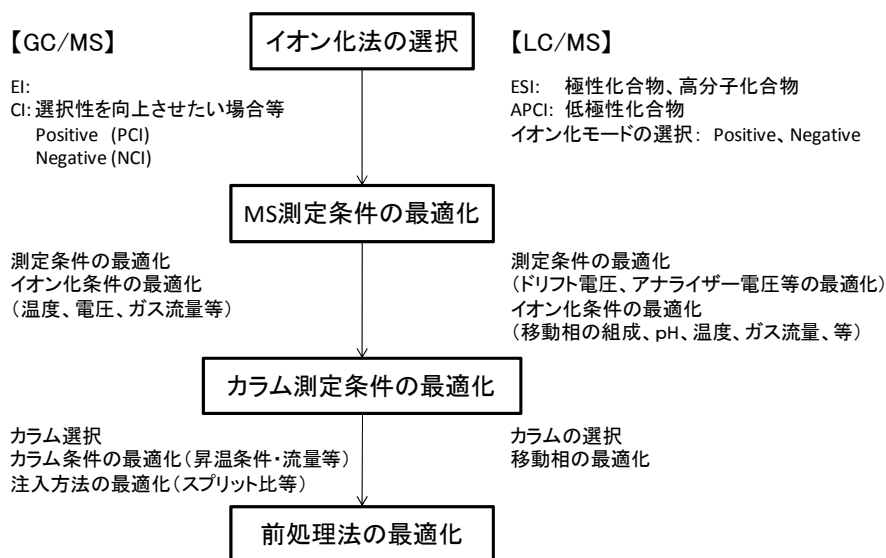 イオン化法の選択
【GC/MS】
EI:
CI: 選択性を向上させたい場合等
Positive (PCI)
Negative (NCI)
【LC/MS】
ESI: 極性化合物、高分子化合物
APCI: 低極性化合物
イオン化モードの選択: Positive、Negative
MS測定条件の最適化
測定条件の最適化
イオン化条件の最適化
(温度、電圧、ガス流量等)
測定条件の最適化
(ドリフト電圧、アナライザー電圧等の最適化)
イオン化条件の最適化
(移動相の組成、pH、温度、ガス流量、等)
カラム測定条件の最適化
カラム選択
カラム条件の最適化(昇温条件・流量等)
注入方法の最適化(スプリット比等)
カラムの選択
移動相の最適化
前処理法の最適化